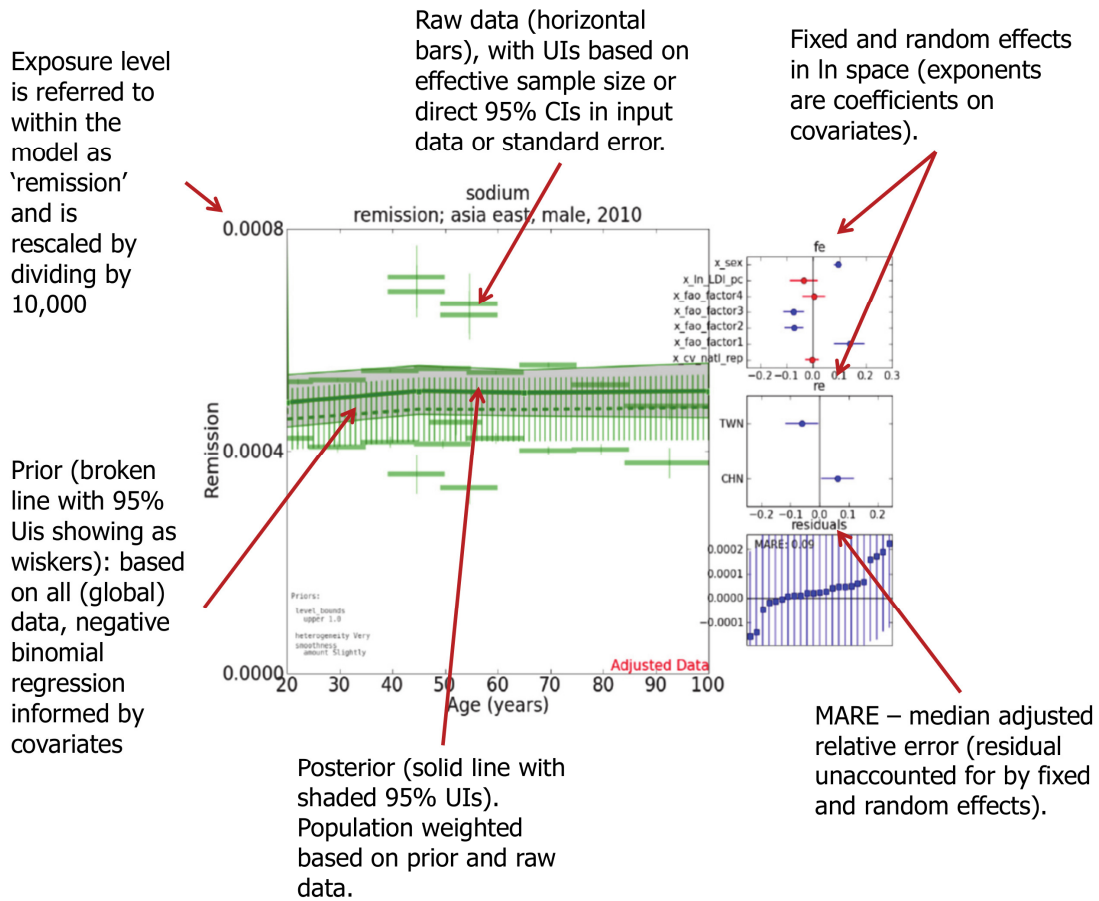 Exposure level
is referred to
within the
model as
‘remission’
and is
rescaled by
dividing by
10,000
Raw data (horizontal
bars), with UIs based on
effective sample size or
direct 95% CIs in input
data or standard error.
Fixed and random effects
in ln space (exponents
are coefficients on
covariates).
sodium
remission; asia east, male, 2010
0.0008
0.0004
0.0000
Remission
20 30 40 50 60 70 80 90 100
Age (years)
Priors:
level_bounds
upper 1.0
heterogeneity Very
smoothness
amount Slightly
Adjusted Data
fe
x_sex
x_ln_LDI_pc
x_fao_factor4
x_fao_factor3
x_fao_factor2
x_fao_factor1
x_cv_natl_rep
−0.2 −0.1 0.0 0.1 0.2 0.3
re
TWN
CHN
−0.2 −0.1 0.0 0.1 0.2
residuals
MARE: 0.09
0.0002
0.0001
0.0000
−0.0001
Prior (broken
line with 95%
Uis showing as
wiskers): based
on all (global)
data, negative
binomial
regression
informed by
covariates
Posterior (solid line with
shaded 95% UIs).
Population weighted
based on prior and raw
data.
MARE – median adjusted
relative error (residual
unaccounted for by fixed
and random effects).